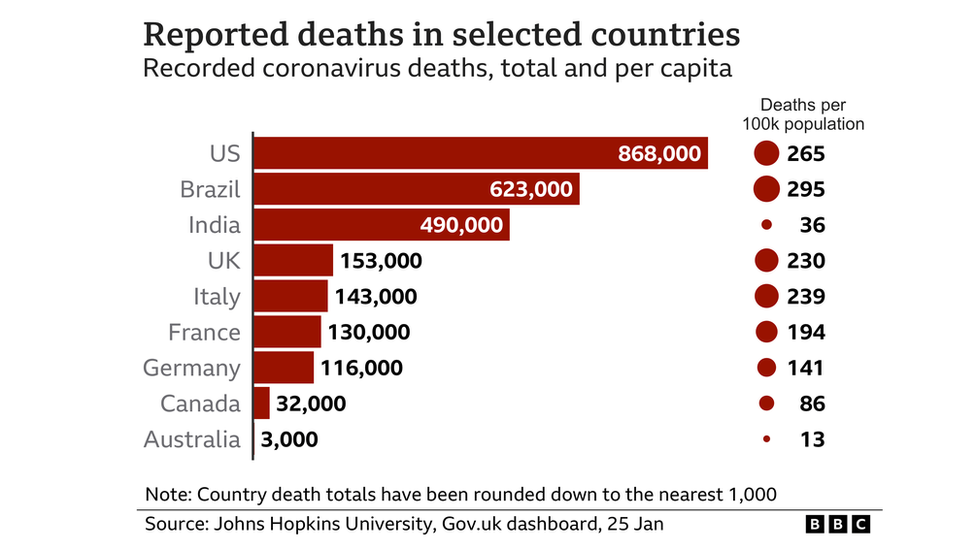 Reported deaths in selected countries
Recorded coronavirus deaths, total and per capita
Deaths per
100k population
US 868,000 265
Brazil 623,000 295
India 490,000 36
UK 153,000 230
Italy 143,000 239
France 130,000 194
Germany 116,000 141
Canada 32,000 86
Australia 3,000 13
Note: Country death totals have been rounded down to the nearest 1,000
Source: Johns Hopkins University, Gov.uk dashboard, 25 Jan
BBC